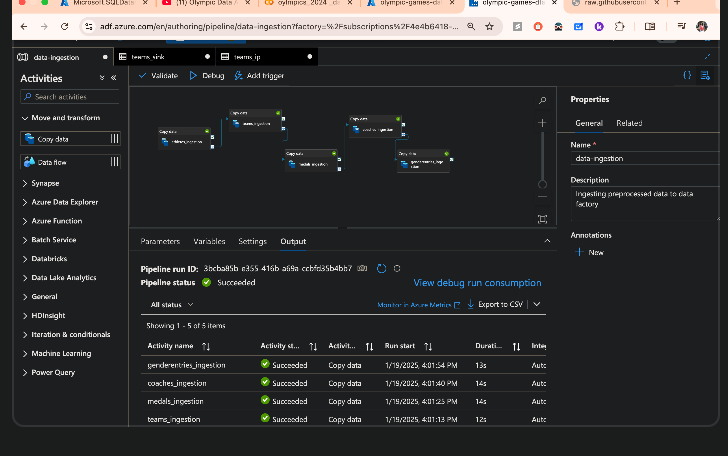 Microsoft SQLData
Olympic Data A
olympics_2024_da
olympic-games-data
olympic-games-df
raw.githubusercont
adf.azure.com/en/authoring/pipeline/data-ingestion?factory=%2Fsubscriptions%2F4e4b6418-...
data-ingestion
teams_sink
teams_ip
Activities
Validate
Debug
Add trigger
Search activities
Move and transform
Copy data
Data flow
Synapse
Azure Data Explorer
Azure Function
Batch Service
Databricks
Data Lake Analytics
General
HDInsight
Iteration & conditionals
Machine Learning
Power Query
Copy data
athletes_ingestion
Copy data
teams_ingestion
Copy data
medals_ingestion
Copy data
coaches_ingestion
Copy data
genderentries_inge
stion
Parameters
Variables
Settings
Output
Pipeline run ID: 3bcba85b-e355-416b-a69a-ccbfd35b4bb7
Pipeline status Succeeded
View debug run consumption
All status
Monitor in Azure Metrics
Export to CSV
Showing 1 - 5 of 5 items
Activity name Activity st... Activit... Run start Durati... Integ
genderentries_ingestion Succeeded Copy data 1/19/2025, 4:01:54 PM 13s Auto
coaches_ingestion Succeeded Copy data 1/19/2025, 4:01:40 PM 14s Auto
medals_ingestion Succeeded Copy data 1/19/2025, 4:01:25 PM 14s Auto
teams_ingestion Succeeded Copy data 1/19/2025, 4:01:13 PM 12s Auto
Properties
General
Related
Name *
data-ingestion
Description
Ingesting preprocessed data to data
factory
Annotations
New